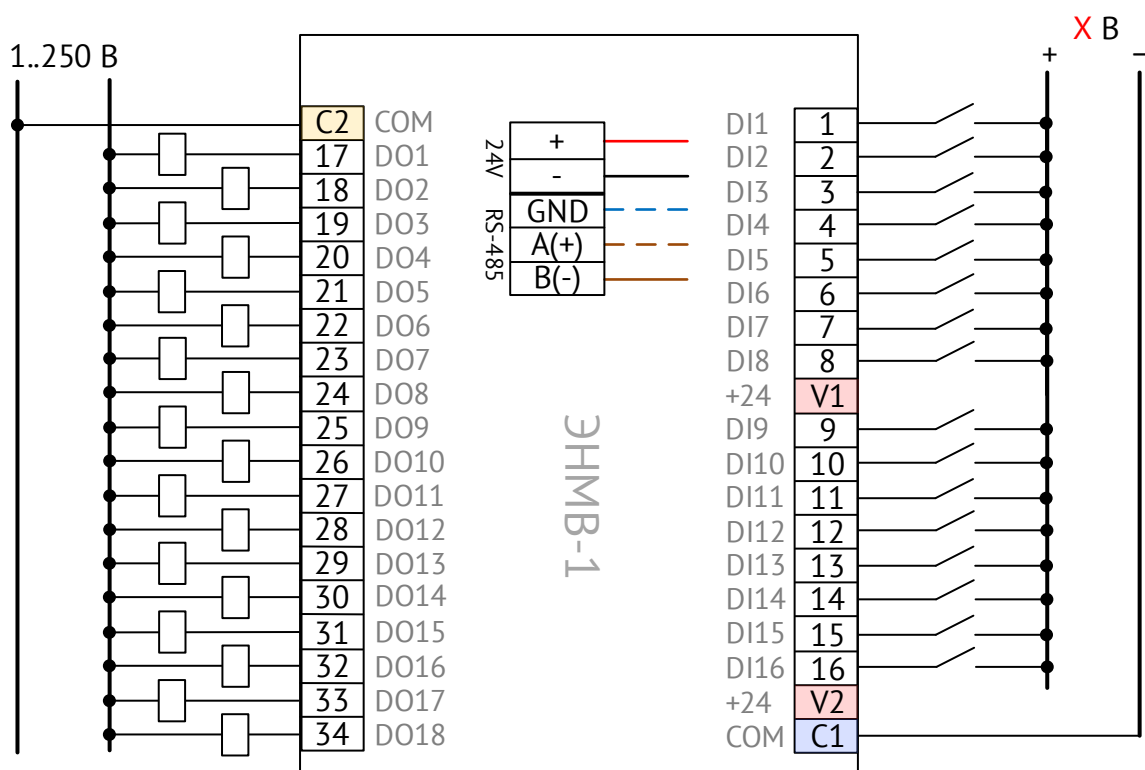 X В
1..250 В
+ –
C2 COM
17 DO1
18 DO2
19 DO3
20 DO4
21 DO5
22 DO6
23 DO7
24 DO8
25 DO9
26 DO10
27 DO11
28 DO12
29 DO13
30 DO14
31 DO15
32 DO16
33 DO17
34 DO18
24V
+
-
RS-485
GND
A(+)
B(-)
ЭНМВ-1
DI1 1
DI2 2
DI3 3
DI4 4
DI5 5
DI6 6
DI7 7
DI8 8
+24 V1
DI9 9
DI10 10
DI11 11
DI12 12
DI13 13
DI14 14
DI15 15
DI16 16
+24 V2
COM C1